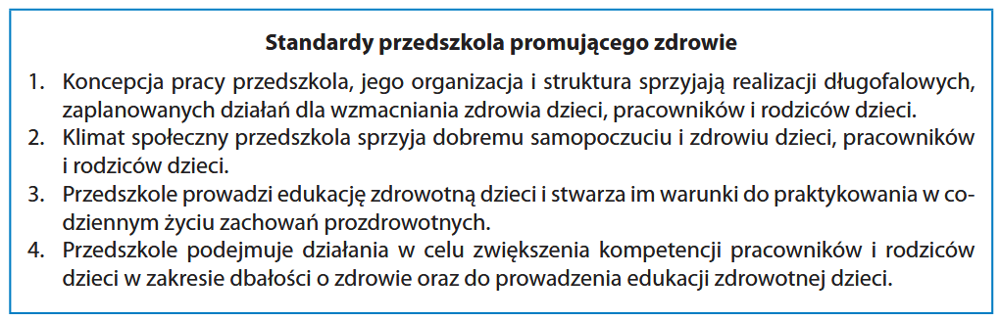 Standardy przedszkola promującego zdrowie
1. Koncepcja pracy przedszkola, jego organizacja i struktura sprzyjają realizacji długofalowych,
zaplanowanych działań dla wzmacniania zdrowia dzieci, pracowników i rodziców dzieci.
2. Klimat społeczny przedszkola sprzyja dobremu samopoczuciu i zdrowiu dzieci, pracowników
i rodziców dzieci.
3. Przedszkole prowadzi edukację zdrowotną dzieci i stwarza im warunki do praktykowania w co-
dziennym życiu zachowań prozdrowotnych.
4. Przedszkole podejmuje działania w celu zwiększenia kompetencji pracowników i rodziców
dzieci w zakresie dbałości o zdrowie oraz do prowadzenia edukacji zdrowotnej dzieci.